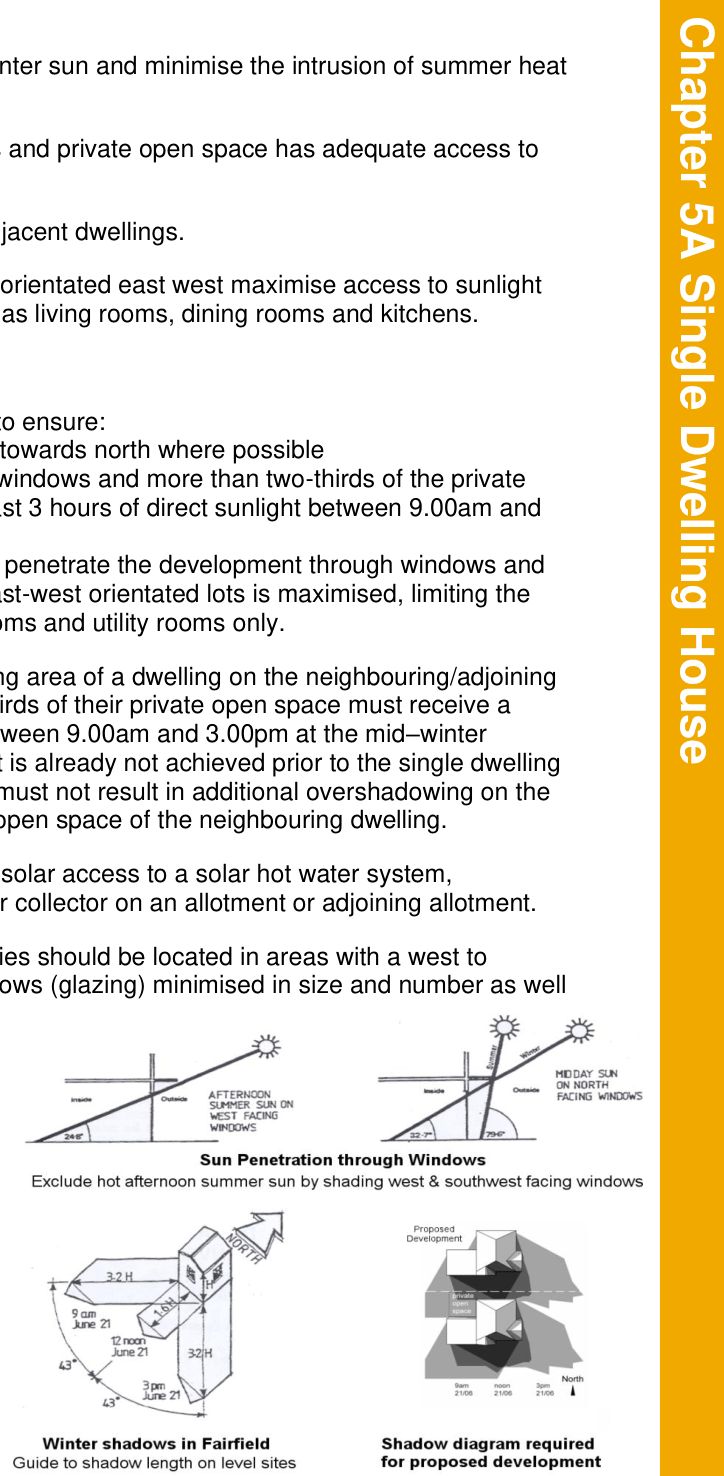 Chapter 5A Single Dwelling House
nter sun and minimise the intrusion of summer heat
and private open space has adequate access to
jacent dwellings.
orientated east west maximise access to sunlight
as living rooms, dining rooms and kitchens.
to ensure:
towards north where possible
windows and more than two-thirds of the private
ast 3 hours of direct sunlight between 9.00am and
penetrate the development through windows and
ast-west orientated lots is maximised, limiting the
oms and utility rooms only.
ng area of a dwelling on the neighbouring/adjoining
irds of their private open space must receive a
ween 9.00am and 3.00pm at the mid–winter
t is already not achieved prior to the single dwelling
must not result in additional overshadowing on the
open space of the neighbouring dwelling.
solar access to a solar hot water system,
r collector on an allotment or adjoining allotment.
ies should be located in areas with a west to
ows (glazing) minimised in size and number as well
Inside
Outside
24·8°
AFTERNOON
SUMMER SUN ON
WEST FACING
WINDOWS
Summer
Winter
Inside
Outside
32·7°
79·6°
MIDDAY SUN
ON NORTH
FACING WINDOWS
Sun Penetration through Windows
Exclude hot afternoon summer sun by shading west & southwest facing windows
NORTH
H
3·2 H
1·6 H
9 am
June 21
12 noon
June 21
32 H
3 pm
June 21
43°
43°
Winter shadows in Fairfield
Guide to shadow length on level sites
Proposed
Development
private
open
space
9am
21/06
noon
21/06
3pm
21/06
North
Shadow diagram required
for proposed development